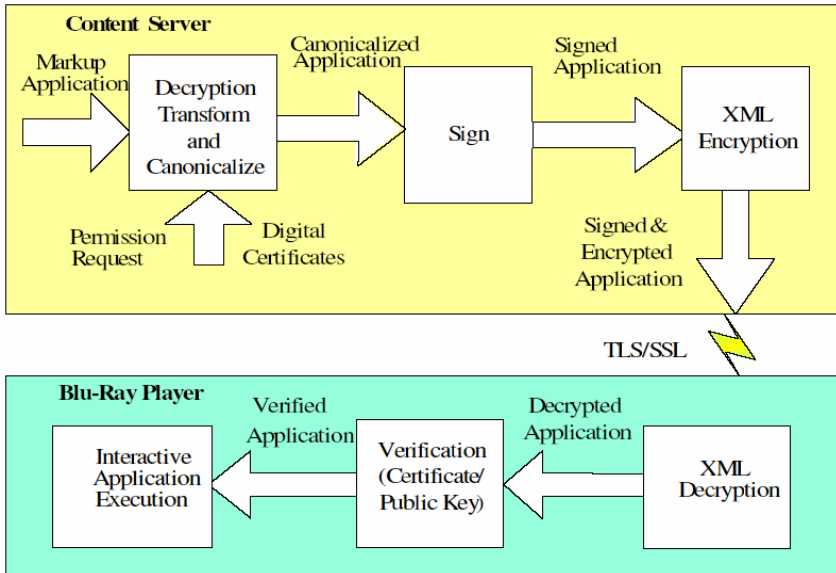 Content Server
Markup
Application
Decryption
Transform
and
Canonicalize
Canonicalized
Application
Sign
Signed
Application
XML
Encryption
Permission
Request
Digital
Certificates
Signed &
Encrypted
Application
TLS/SSL
Blu-Ray Player
Interactive
Application
Execution
Verified
Application
Verification
(Certificate/
Public Key)
Decrypted
Application
XML
Decryption